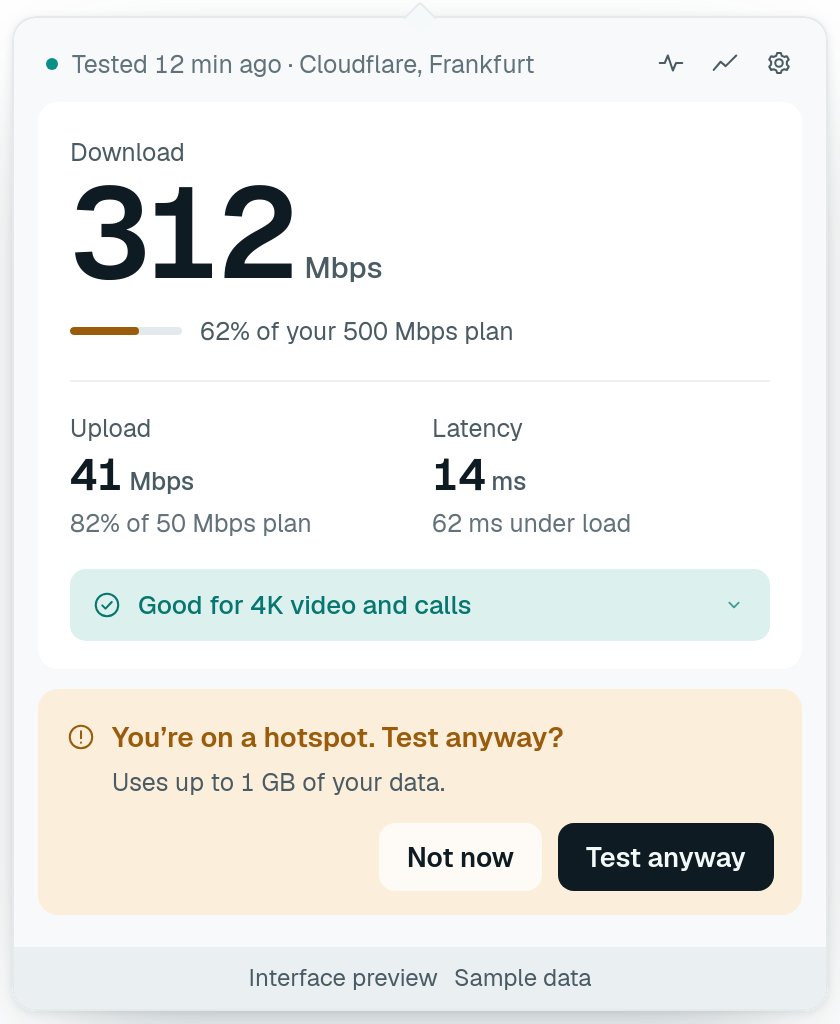 Tested 12 min ago · Cloudflare, Frankfurt
Download
312 Mbps
62% of your 500 Mbps plan
Upload
41 Mbps
82% of 50 Mbps plan
Latency
14 ms
62 ms under load
Good for 4K video and calls
You’re on a hotspot. Test anyway?
Uses up to 1 GB of your data.
Not now
Test anyway
Interface preview Sample data